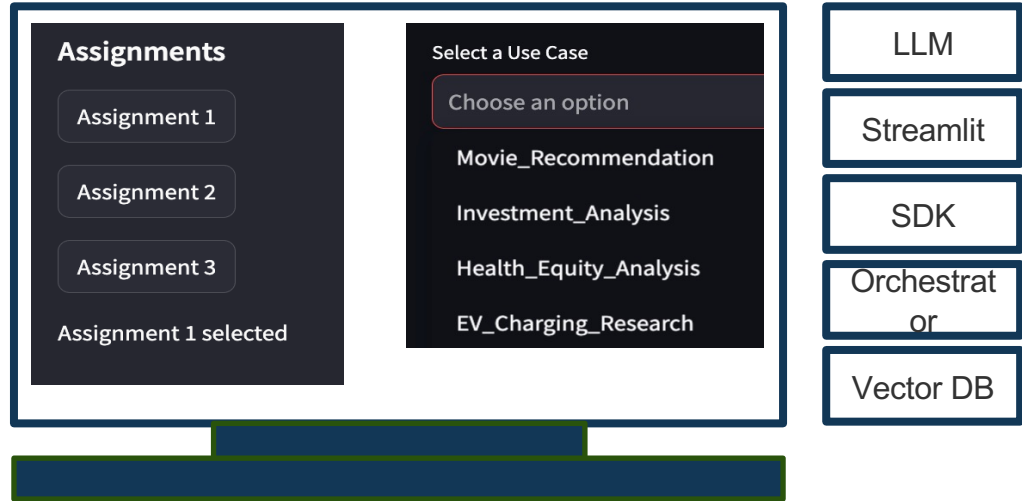 Assignments
Assignment 1
Assignment 2
Assignment 3
Assignment 1 selected
Select a Use Case
Choose an option
Movie_Recommendation
Investment_Analysis
Health_Equity_Analysis
EV_Charging_Research
LLM
Streamlit
SDK
Orchestrat
or
Vector DB